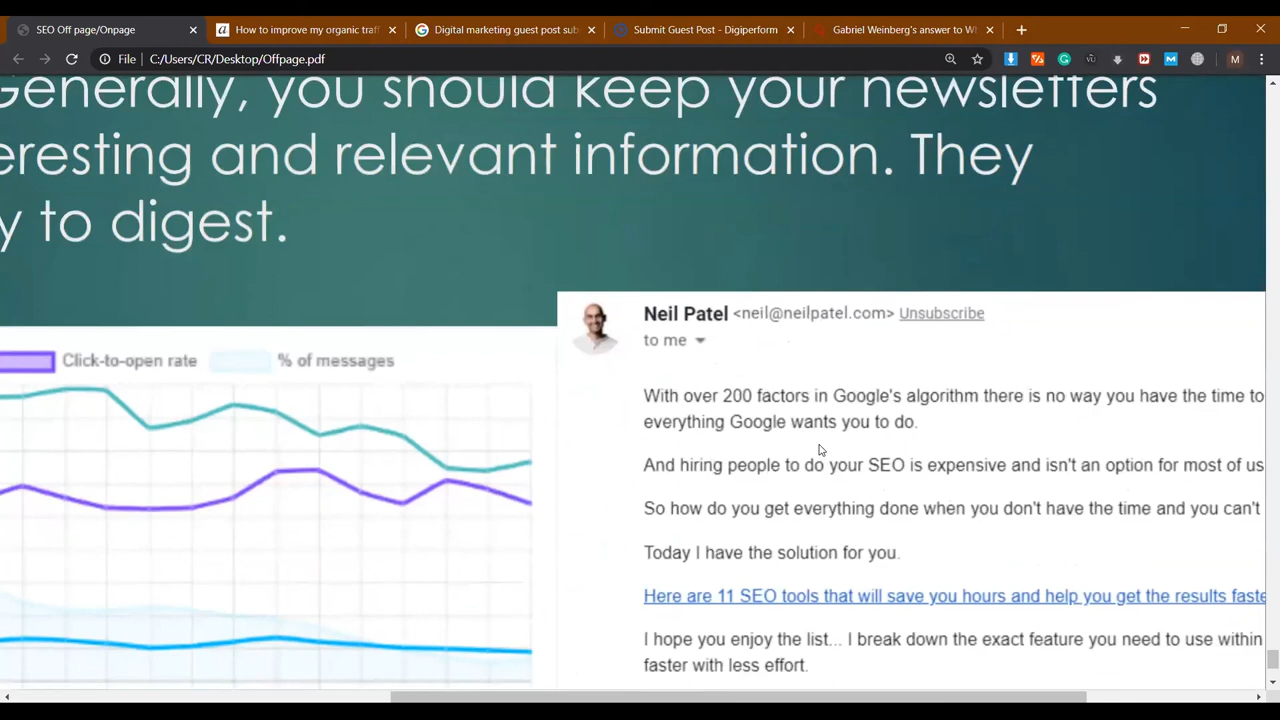 SEO Off page/Onpage
How to improve my organic traff
Digital marketing guest post sub
Submit Guest Post - Digiperform
Gabriel Weinberg's answer to Wh
File
C:/Users/CR/Desktop/Offpage.pdf
M
Generally, you should keep your newsletters
eresting and relevant information. They
y to digest.
Neil Patel <neil@neilpatel.com> Unsubscribe
to me
Click-to-open rate
% of messages
With over 200 factors in Google's algorithm there is no way you have the time to
everything Google wants you to do.
And hiring people to do your SEO is expensive and isn't an option for most of us
So how do you get everything done when you don't have the time and you can't
Today I have the solution for you.
Here are 11 SEO tools that will save you hours and help you get the results faste
I hope you enjoy the list... I break down the exact feature you need to use within
faster with less effort.